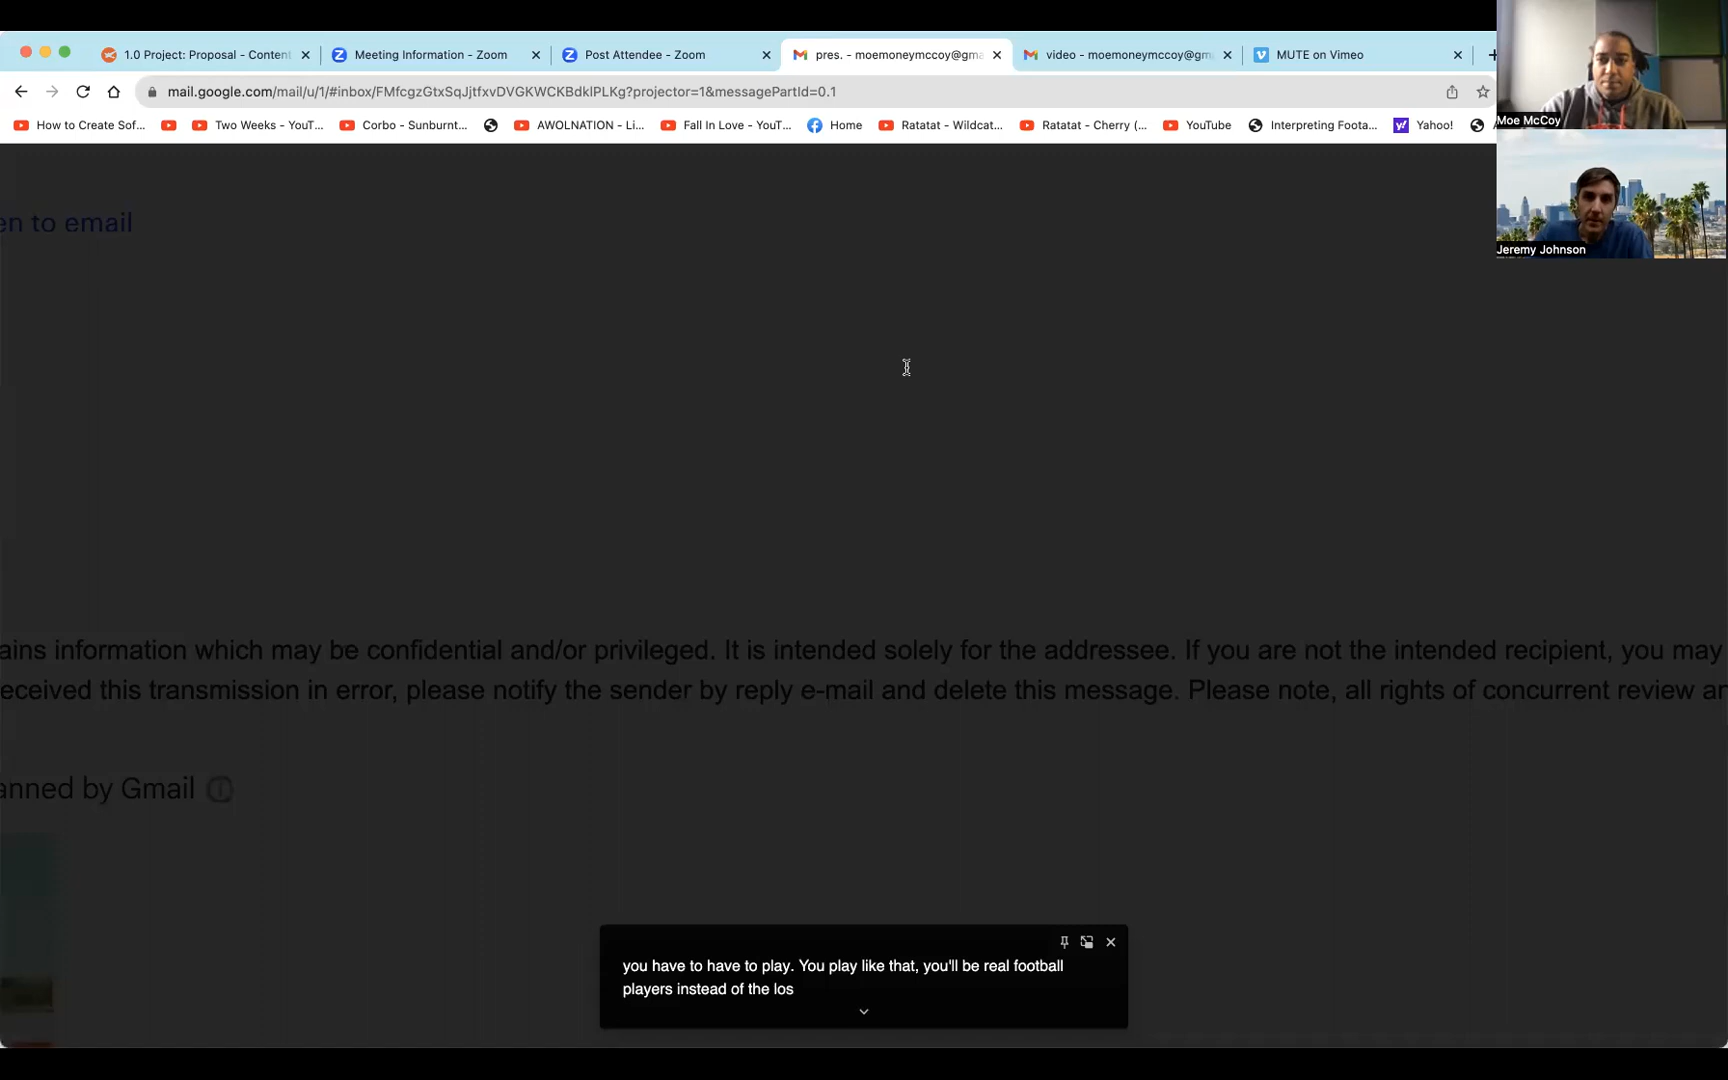 1.0 Project: Proposal - Content
Meeting Information - Zoom
Post Attendee - Zoom
pres. - moemoneymccoy@gma
video - moemoneymccoy@gm
MUTE on Vimeo
mail.google.com/mail/u/1/#inbox/FMfcgzGtxSqJjtfxvDVGKWCKBdklPLKg?projector=1&messagePartId=0.1
How to Create Sof...
Two Weeks - YouT...
Corbo - Sunburnt...
AWOLNATION - Li...
Fall In Love - YouT...
Home
Ratatat - Wildcat...
Ratatat - Cherry (...
YouTube
Interpreting Foota...
Yahoo!
Moe McCoy
Jeremy Johnson
en to email
ains information which may be confidential and/or privileged. It is intended solely for the addressee. If you are not the intended recipient, you may
eceived this transmission in error, please notify the sender by reply e-mail and delete this message. Please note, all rights of concurrent review ar
anned by Gmail
you have to have to play. You play like that, you'll be real football
players instead of the los